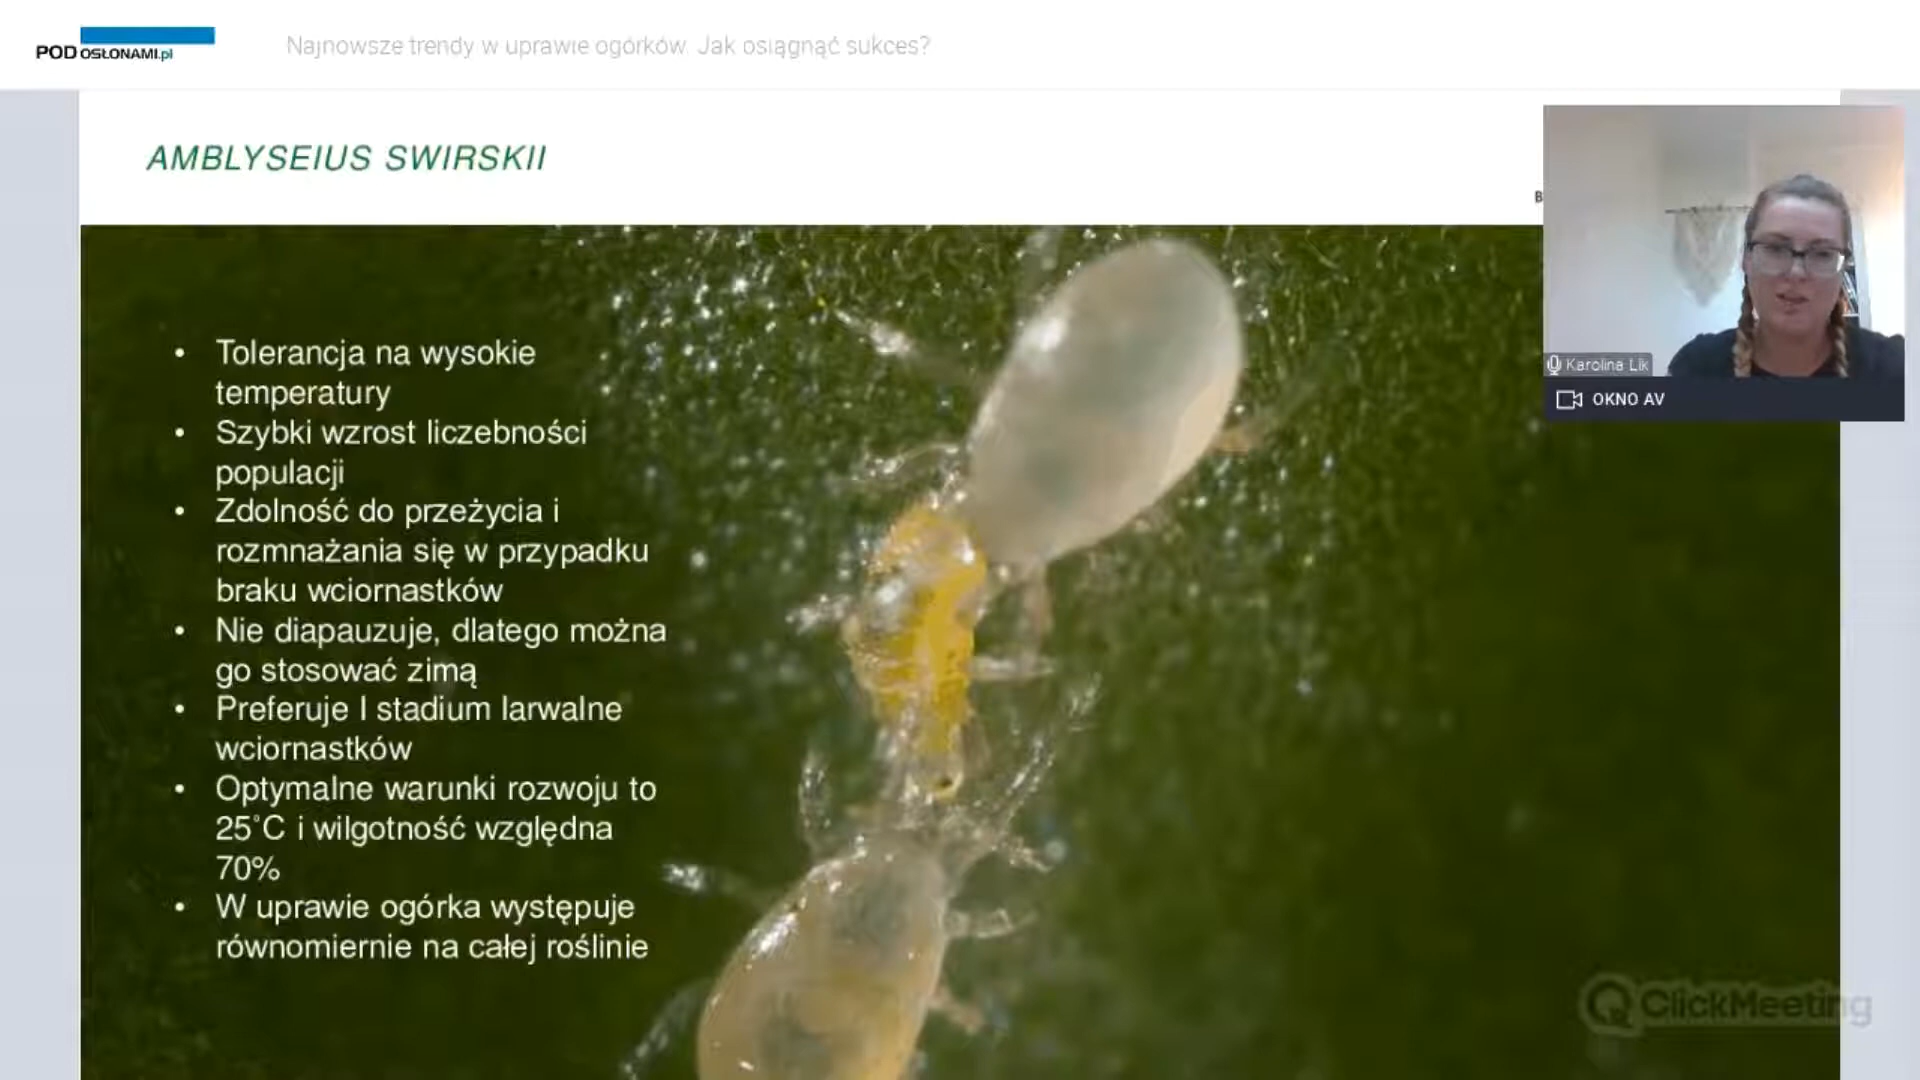 POD OSŁONAMI.pl
Najnowsze trendy w uprawie ogórków. Jak osiągnąć sukces?
AMBLYSEIUS SWIRSKII
B
Karolina Lik
OKNO AV
• Tolerancja na wysokie
temperatury
• Szybki wzrost liczebności
populacji
• Zdolność do przeżycia i
rozmnażania się w przypadku
braku wciornastków
• Nie diapauzuje, dlatego można
go stosować zimą
• Preferuje I stadium larwalne
wciornastków
• Optymalne warunki rozwoju to
25°C i wilgotność względna
70%
• W uprawie ogórka występuje
równomiernie na całej roślinie
ClickMeeting